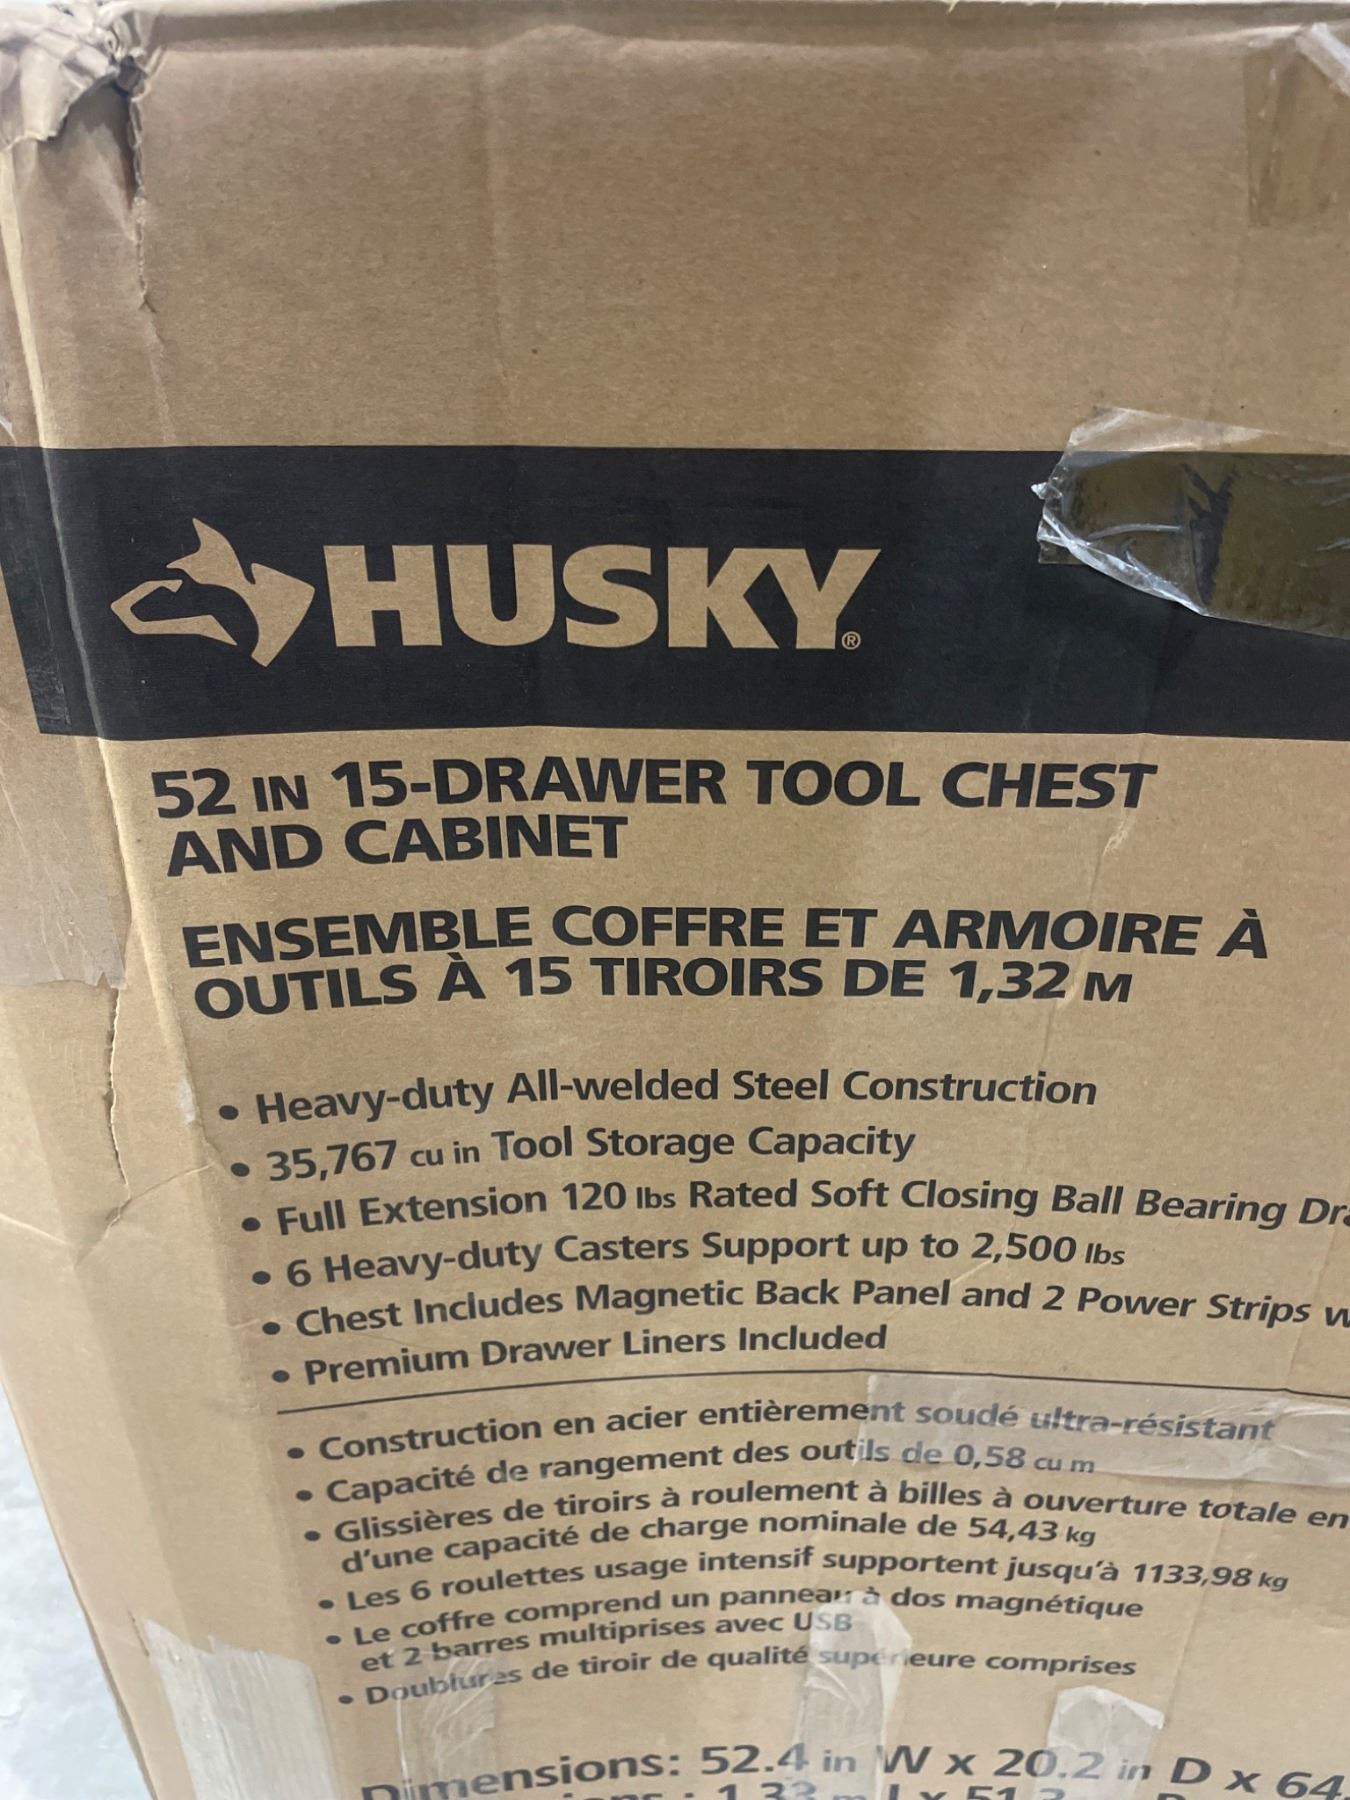 HUSKY®
52 IN 15-DRAWER TOOL CHEST
AND CABINET
ENSEMBLE COFFRE ET ARMOIRE À
OUTILS À 15 TIROIRS DE 1,32 M
• Heavy-duty All-welded Steel Construction
• 35,767 cu in Tool Storage Capacity
• Full Extension 120 lbs Rated Soft Closing Ball Bearing
• 6 Heavy-duty Casters Support up to 2,500 lbs
• Chest Includes Magnetic Back Panel and 2 Power Strips
• Premium Drawer Liners Included
• Construction en acier entièrement soudé ultra-résistant
• Capacité de rangement des outils de 0,58 cu m
• Glissières de tiroirs à roulement à billes à ouverture totale en
d'une capacité de charge nominale de 54,43 kg
• Les 6 roulettes usage intensif supportent jusqu'à 1133,98 kg
• Le coffre comprend un panneau à dos magnétique
et 2 barres multiprises avec USB
• Doublures de tiroir de qualité supérieure comprises
Dimensions: 52.4 in W x 20.2 in D x 64.